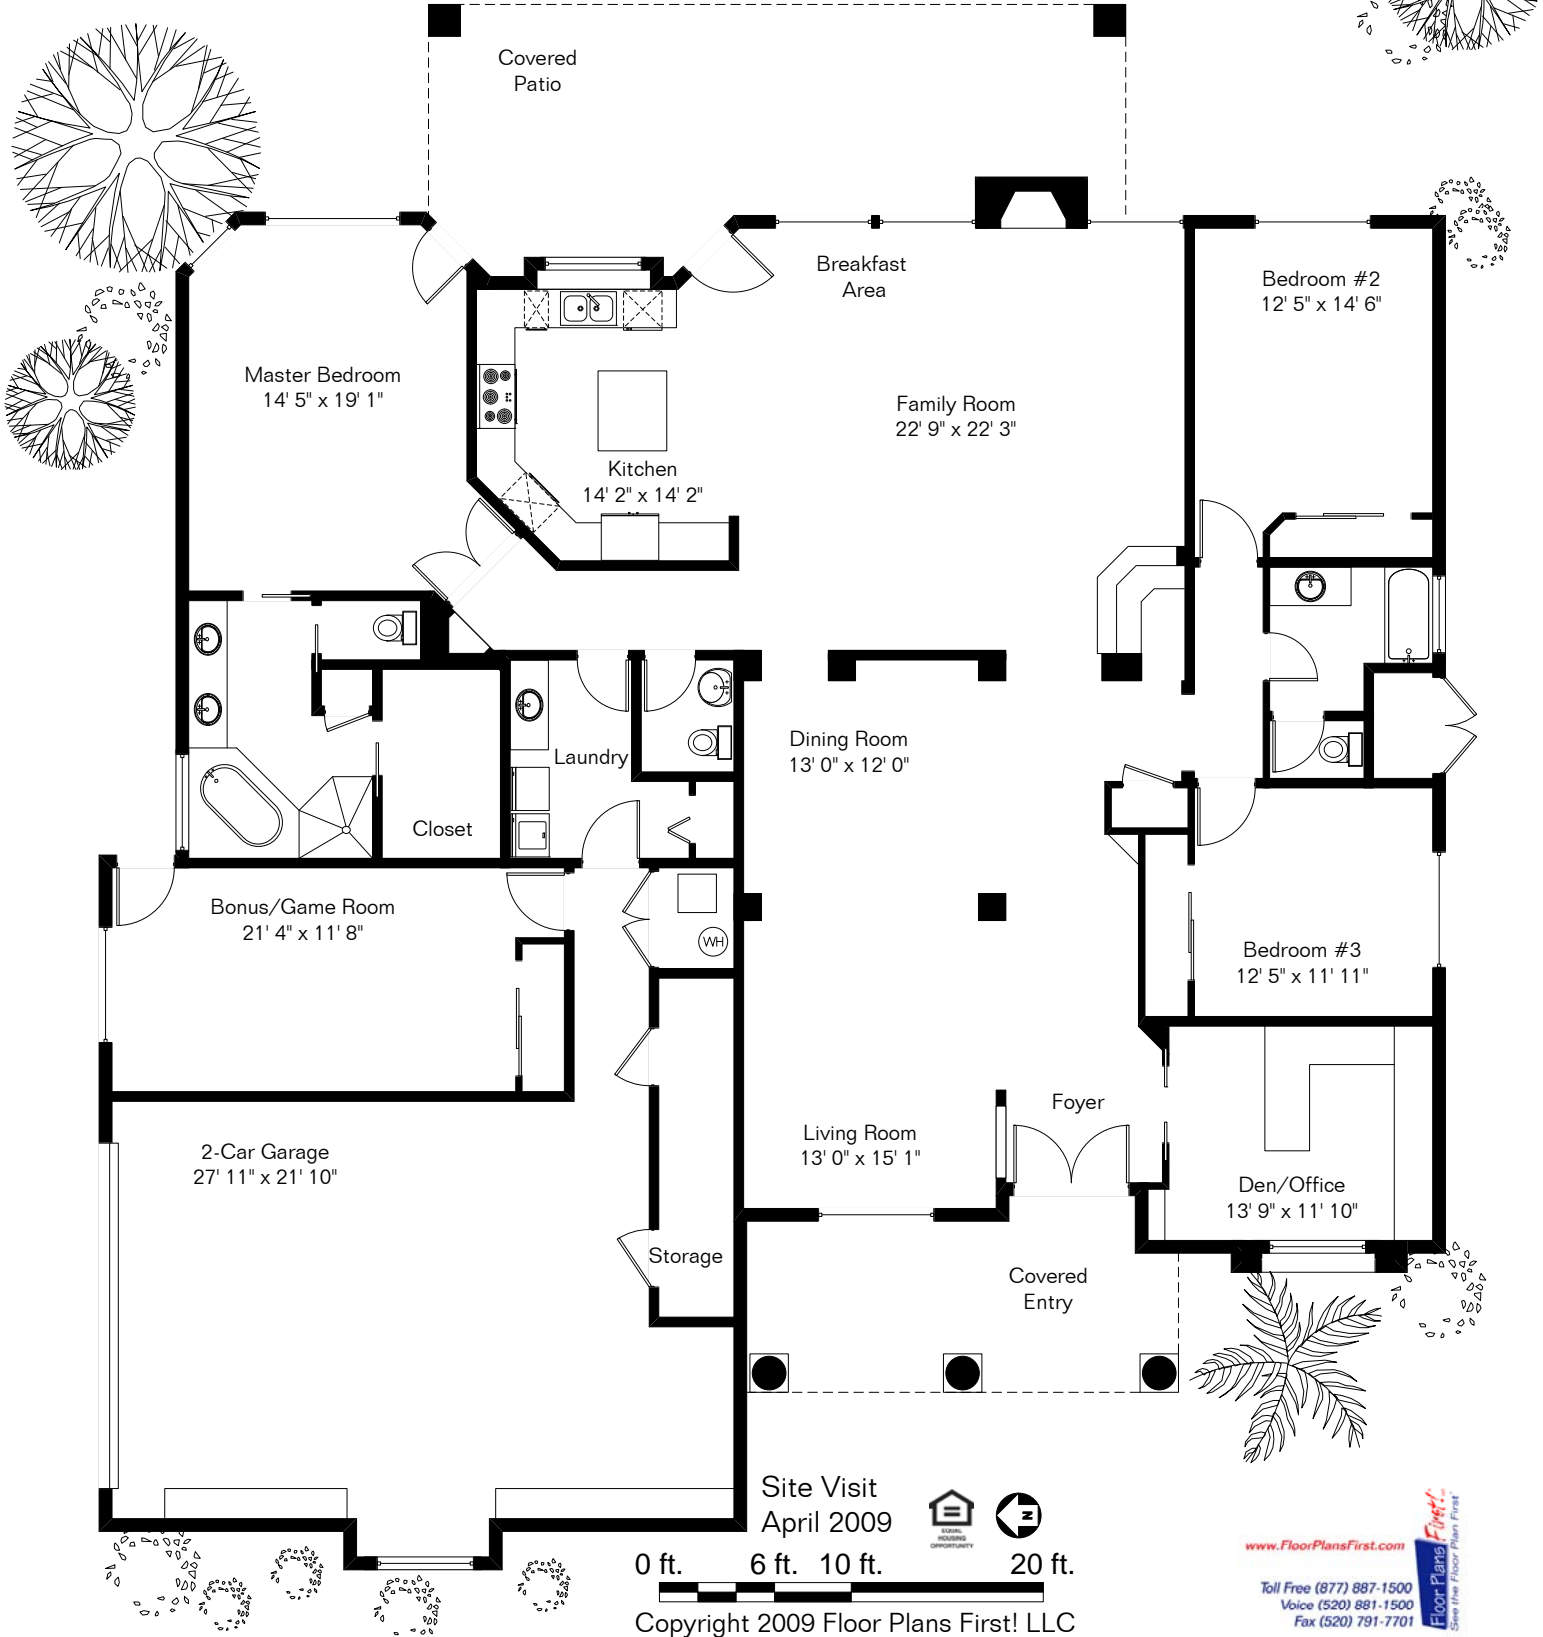 Covered
Patio
Breakfast
Area
Bedroom #2
12' 5" x 14' 6"
Master Bedroom
14' 5" x 19' 1"
Family Room
22' 9" x 22' 3"
Kitchen
14' 2" x 14' 2"
Dining Room
13' 0" x 12' 0"
Laundry
Closet
Bonus/Game Room
21' 4" x 11' 8"
WH
Bedroom #3
12' 5" x 11' 11"
Foyer
Living Room
13' 0" x 15' 1"
2-Car Garage
27' 11" x 21' 10"
Den/Office
13' 9" x 11' 10"
Storage
Covered
Entry
Site Visit
April 2009
EQUAL
HOUSING
OPPORTUNITY
N
0 ft. 6 ft. 10 ft. 20 ft.
Copyright 2009 Floor Plans First! LLC
www.FloorPlansFirst.com
Toll Free (877) 887-1500
Voice (520) 881-1500
Fax (520) 791-7701
Floor Plans First!
See the Floor Plan First